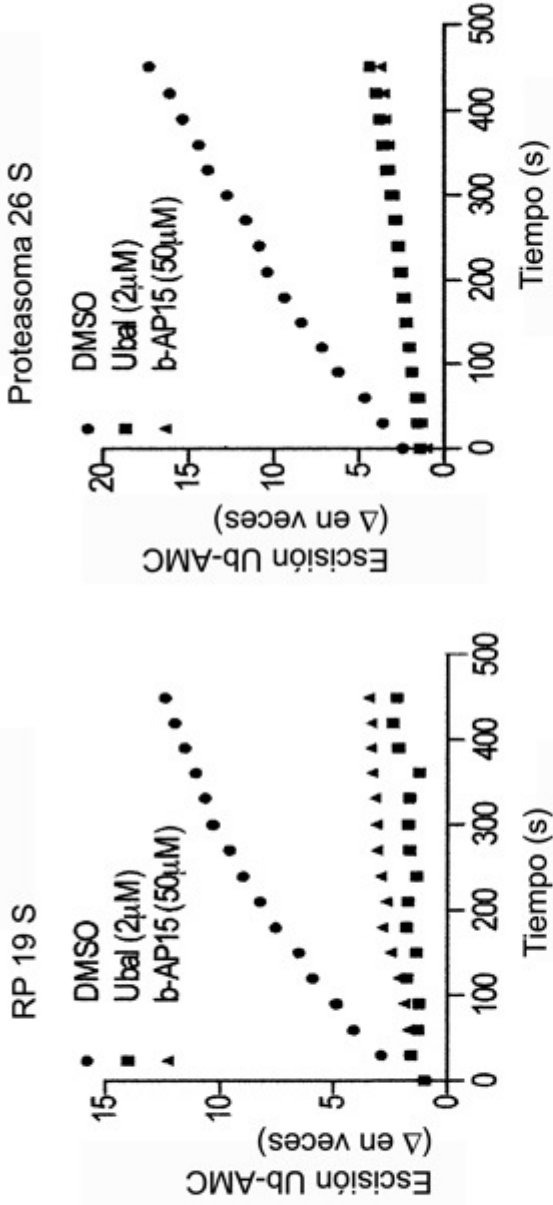 RP 19 S
DMSO
Ubal (2µM)
b-AP15 (50µM)
Escisión Ub-AMC
(Δ en veces)
15
10
5
0
0
100
200
300
400
500
Tiempo (s)
Proteasoma 26 S
DMSO
Ubal (2µM)
b-AP15 (50µM)
Escisión Ub-AMC
(Δ en veces)
20
15
10
5
0
0
100
200
300
400
500
Tiempo (s)